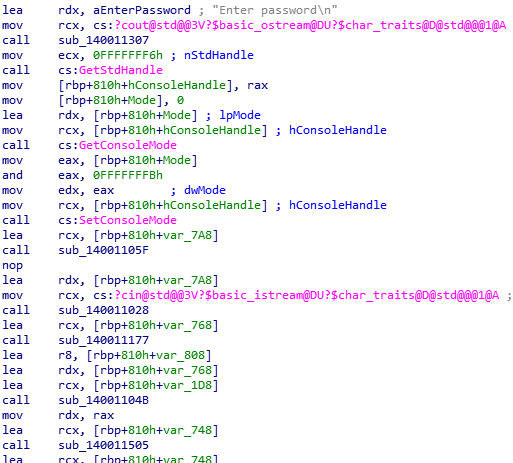 lea     rdx, aEnterPassword ; "Enter password\n"
mov     rcx, cs:?cout@std@@3V?$basic_ostream@DU?$char_traits@D@std@@@1@A
call    sub_140011307
mov     ecx, 0FFFFFFF6h ; nStdHandle
call    cs:GetStdHandle
mov     [rbp+810h+hConsoleHandle], rax
mov     [rbp+810h+Mode], 0
lea     rdx, [rbp+810h+Mode] ; lpMode
mov     rcx, [rbp+810h+hConsoleHandle] ; hConsoleHandle
call    cs:GetConsoleMode
mov     eax, [rbp+810h+Mode]
and     eax, 0FFFFFFFBh
mov     edx, eax        ; dwMode
mov     rcx, [rbp+810h+hConsoleHandle] ; hConsoleHandle
call    cs:SetConsoleMode
lea     rcx, [rbp+810h+var_7A8]
call    sub_14001105F
nop
lea     rdx, [rbp+810h+var_7A8]
mov     rcx, cs:?cin@std@@3V?$basic_istream@DU?$char_traits@D@std@@@1@A ;
call    sub_140011028
lea     rcx, [rbp+810h+var_768]
call    sub_140011177
lea     r8, [rbp+810h+var_808]
lea     rdx, [rbp+810h+var_768]
lea     rcx, [rbp+810h+var_1D8]
call    sub_14001104B
mov     rdx, rax
lea     rcx, [rbp+810h+var_748]
call    sub_140011505
lea     rcx, [rbp+810h+var_748]